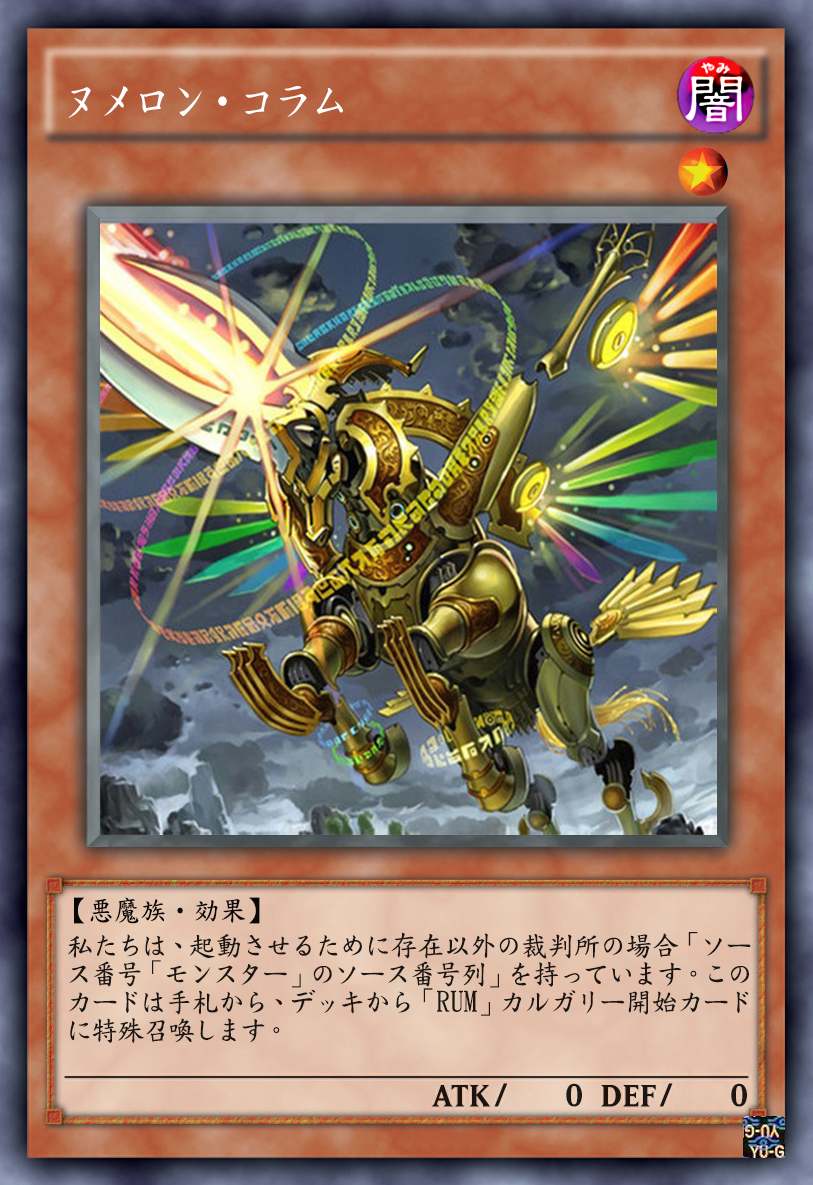 ヌメロン・コラム
やみ
闇
【悪魔族・効果】
私たちは、起動させるために存在以外の裁判所の場合「ソー
ス番号「モンスター」のソース番号列」を持っています。この
カードは手札から、デッキから「RUM」カルガリー開始カード
に特殊召喚します。
ATK/ 0 DEF/ 0
YU-G
YU-G